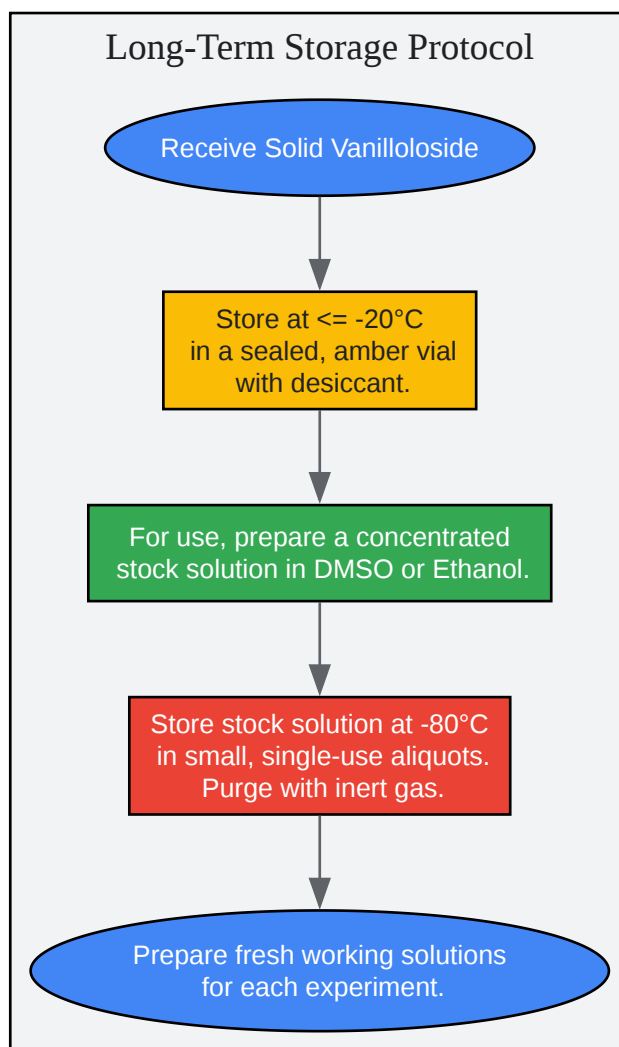 Long-Term Storage Protocol
Receive Solid Vanilloloside
Store at <= -20°C
in a sealed, amber vial
with desiccant.
For use, prepare a concentrated
stock solution in DMSO or Ethanol.
Store stock solution at -80°C
in small, single-use aliquots.
Purge with inert gas.
Prepare fresh working solutions
for each experiment.